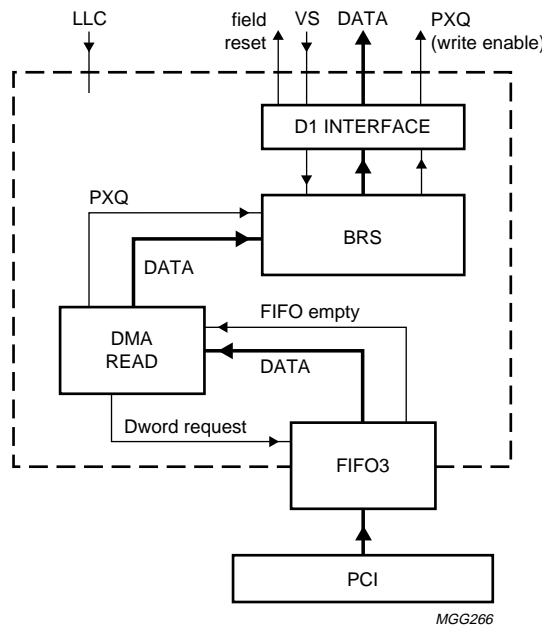 LLC
field
reset
VS
DATA
PXQ
(write enable)
D1 INTERFACE
PXQ
BRS
DATA
FIFO empty
DMA
READ
DATA
Dword request
FIFO3
PCI
MGG266